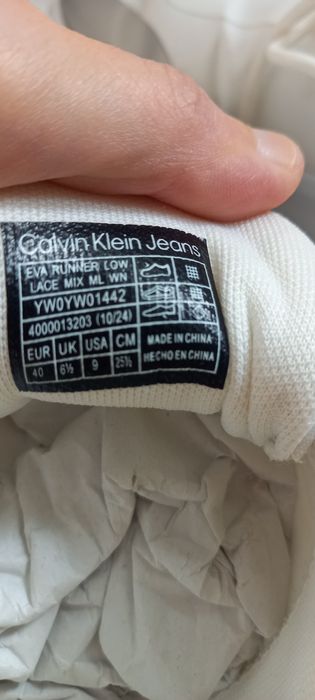 Calvin Klein Jeans
EVA RUNNER LOW
LACE MIX ML WN
YW0YW01442
4000013203 (10/24)
EUR UK USA CM
40 6½ 9 25½
MADE IN CHINA
HECHO EN CHINA